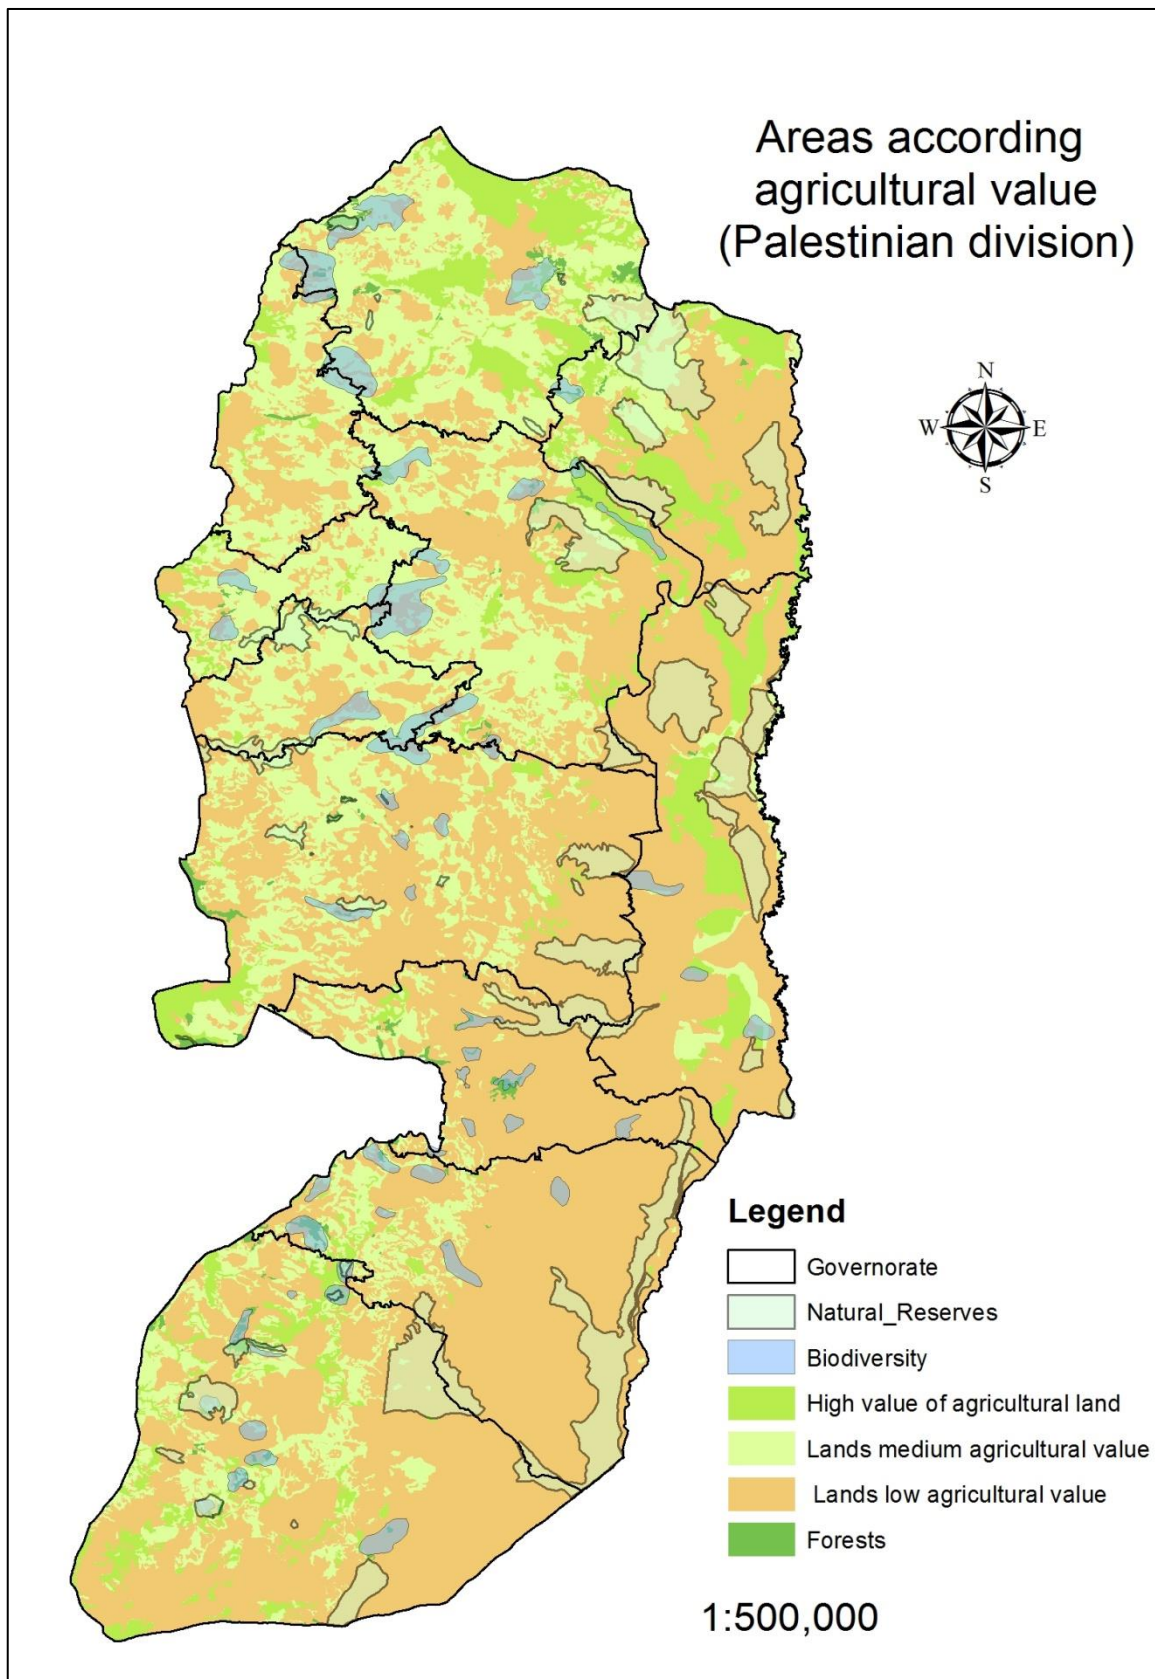 Areas according
agricultural value
(Palestinian division)
N
W E
S
Legend
Governorate
Natural_Reserves
Biodiversity
High value of agricultural land
Lands medium agricultural value
Lands low agricultural value
Forests
1:500,000